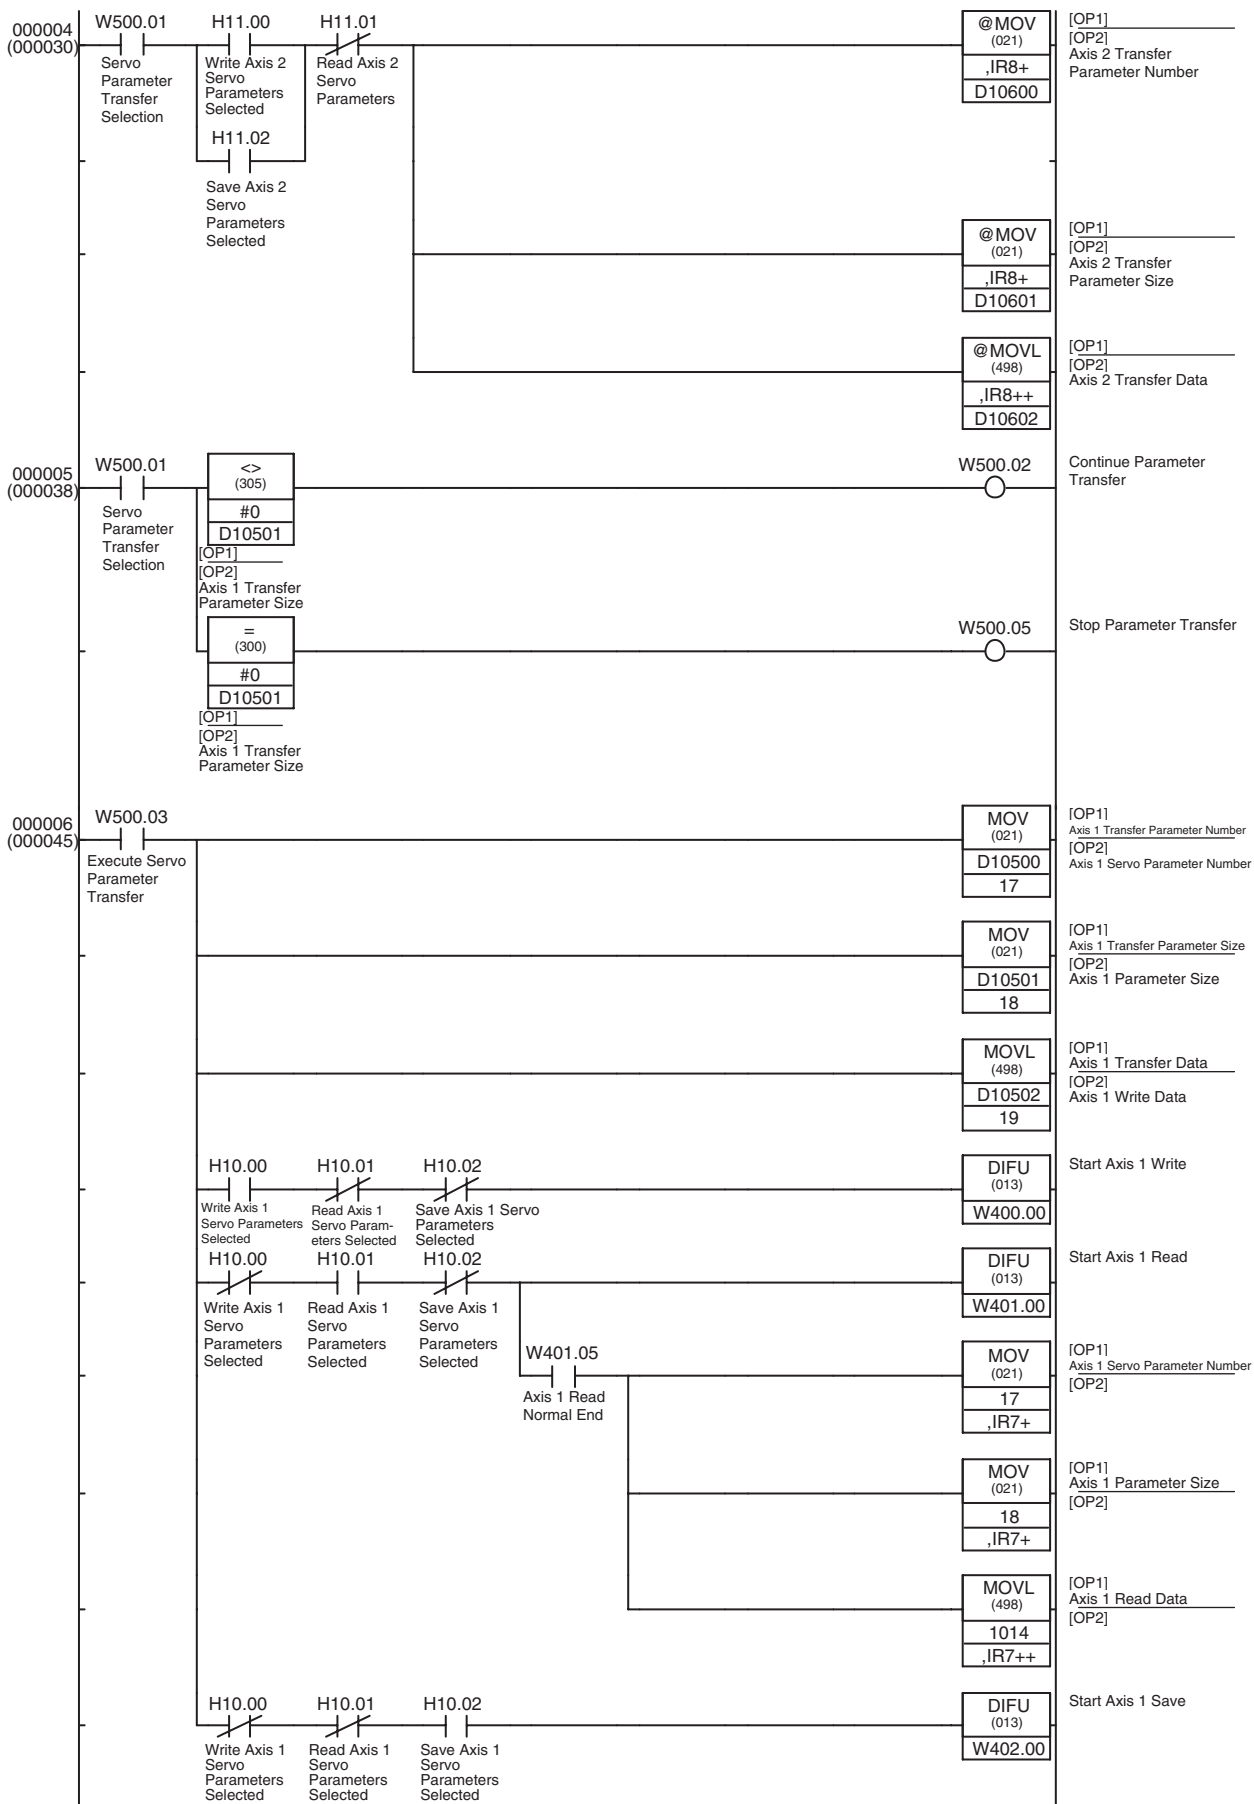 000004
(000030)
W500.01
Servo
Parameter
Transfer
Selection
H11.00
Write Axis 2
Servo
Parameters
Selected
H11.01
Read Axis 2
Servo
Parameters
H11.02
Save Axis 2
Servo
Parameters
Selected
@MOV
(021)
,IR8+
D10600
[OP1]
[OP2]
Axis 2 Transfer
Parameter Number
@MOV
(021)
,IR8+
D10601
[OP1]
[OP2]
Axis 2 Transfer
Parameter Size
@MOVL
(498)
,IR8++
D10602
[OP1]
[OP2]
Axis 2 Transfer Data
000005
(000038)
W500.01
Servo
Parameter
Transfer
Selection
<>
(305)
#0
D10501
[OP1]
[OP2]
Axis 1 Transfer
Parameter Size
W500.02
Continue Parameter
Transfer
=
(300)
#0
D10501
[OP1]
[OP2]
Axis 1 Transfer
Parameter Size
W500.05
Stop Parameter Transfer
000006
(000045)
W500.03
Execute Servo
Parameter
Transfer
MOV
(021)
D10500
17
[OP1]
Axis 1 Transfer Parameter Number
[OP2]
Axis 1 Servo Parameter Number
MOV
(021)
D10501
18
[OP1]
Axis 1 Transfer Parameter Size
[OP2]
Axis 1 Parameter Size
MOVL
(498)
D10502
19
[OP1]
Axis 1 Transfer Data
[OP2]
Axis 1 Write Data
H10.00
Write Axis 1
Servo Parameters
Selected
H10.01
Read Axis 1
Servo Param-
eters Selected
H10.02
Save Axis 1 Servo
Parameters
Selected
DIFU
(013)
W400.00
Start Axis 1 Write
H10.00
Write Axis 1
Servo
Parameters
Selected
H10.01
Read Axis 1
Servo
Parameters
Selected
H10.02
Save Axis 1
Servo
Parameters
Selected
DIFU
(013)
W401.00
Start Axis 1 Read
W401.05
Axis 1 Read
Normal End
MOV
(021)
17
,IR7+
[OP1]
Axis 1 Servo Parameter Number
[OP2]
MOV
(021)
18
,IR7+
[OP1]
Axis 1 Parameter Size
[OP2]
MOVL
(498)
1014
,IR7++
[OP1]
Axis 1 Read Data
[OP2]
H10.00
Write Axis 1
Servo
Parameters
Selected
H10.01
Read Axis 1
Servo
Parameters
Selected
H10.02
Save Axis 1
Servo
Parameters
Selected
DIFU
(013)
W402.00
Start Axis 1 Save